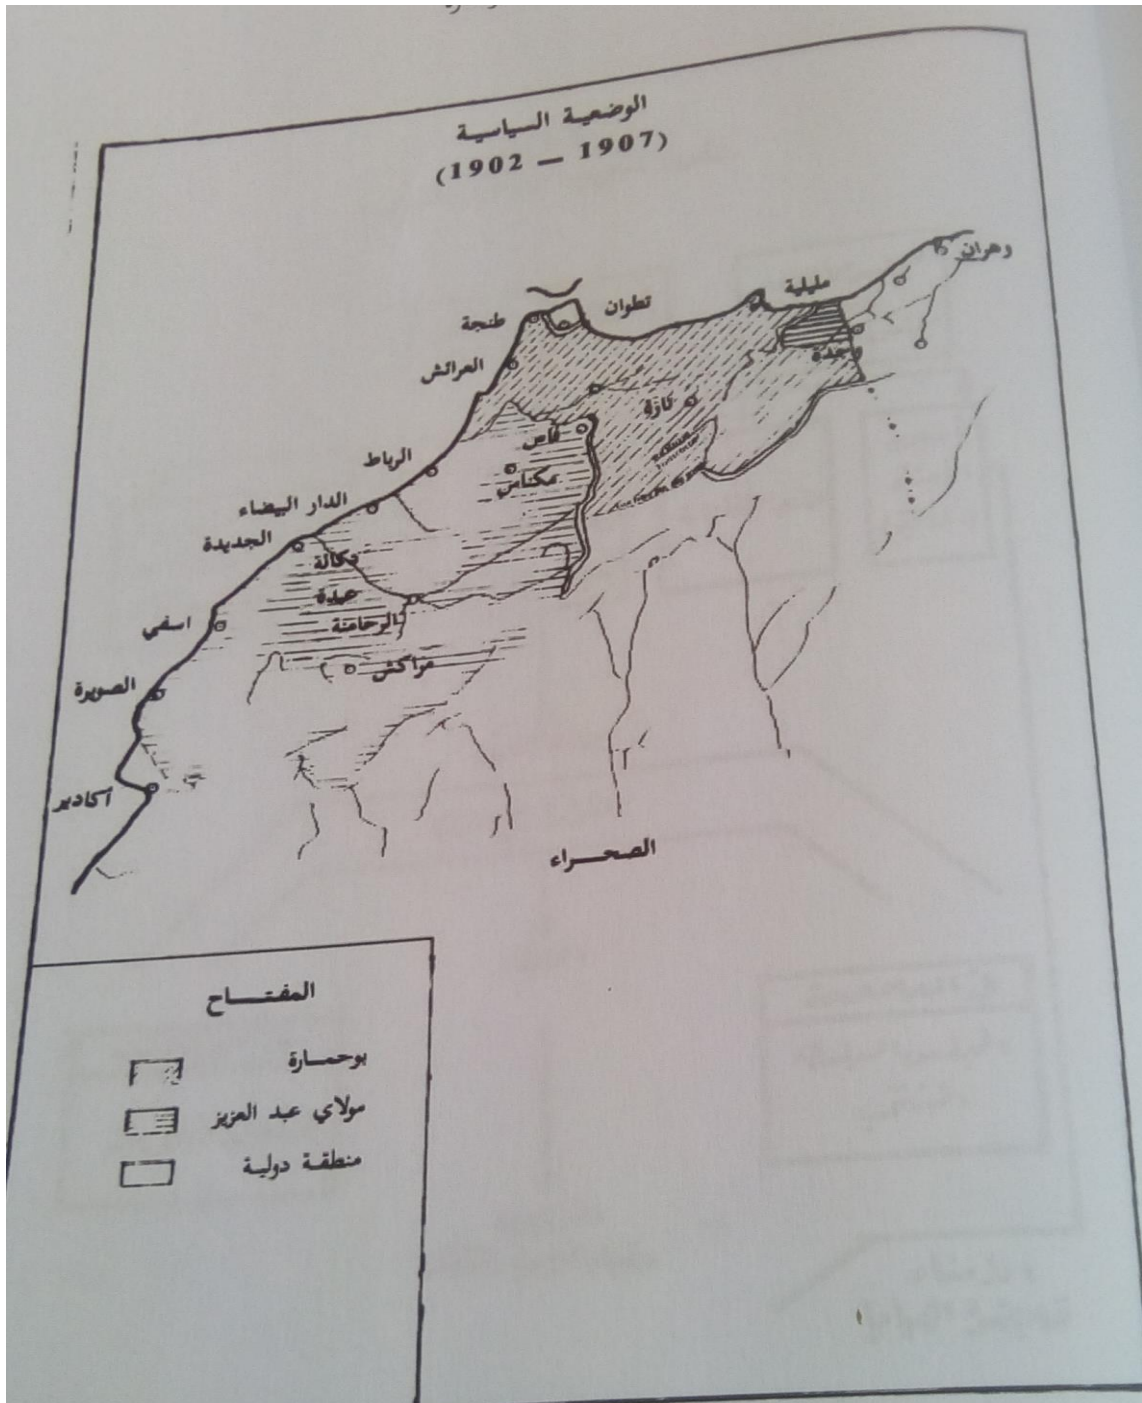 الوضعية السياسية
(1902 — 1907)
وهران
مليلية
تطوان
طنجة
وجدة
العرائش
تازة
فاس
الرباط
مكناس
الدار البيضاء
الجديدة
دكالة
عبدة
اسفي
الرحامنة
مراكش
الصويرة
آكادير
الصحراء
المفتاح
بوحمارة
مولاي عبد العزيز
منطقة دولية